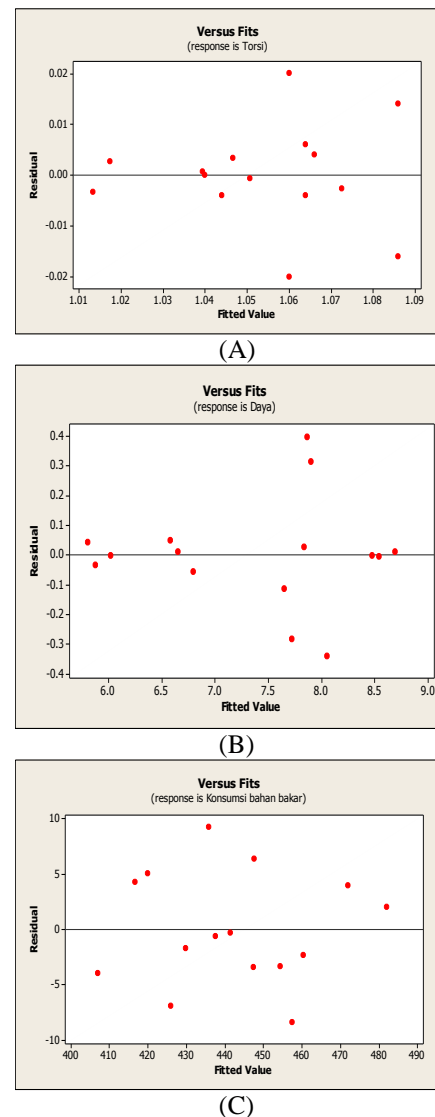 Versus Fits
(response is Torsi)
0.02
0.01
0.00
-0.01
-0.02
Residual
1.01 1.02 1.03 1.04 1.05 1.06 1.07 1.08 1.09
Fitted Value
(A)
Versus Fits
(response is Daya)
0.4
0.3
0.2
0.1
0.0
-0.1
-0.2
-0.3
-0.4
Residual
6.0 6.5 7.0 7.5 8.0 8.5 9.0
Fitted Value
(B)
Versus Fits
(response is Konsumsi bahan bakar)
10
5
0
-5
-10
Residual
400 410 420 430 440 450 460 470 480 490
Fitted Value
(C)